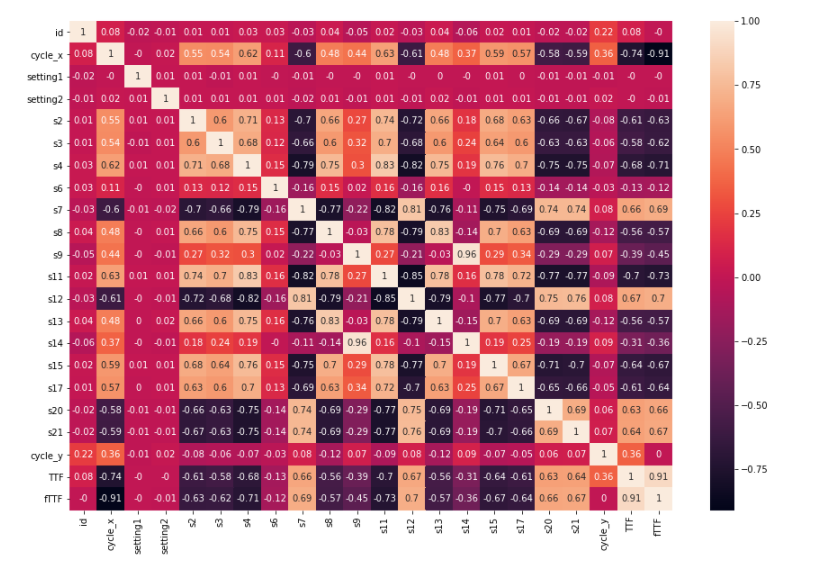 id 1 0.08 -0.02 -0.01 0.01 0.01 0.03 0.03 -0.03 0.04 -0.05 0.02 -0.03 0.04 -0.06 0.02 0.01 -0.02 -0.02 0.22 0.08 -0
cycle_x 0.08 1 -0 0.02 0.55 0.54 0.62 0.11 -0.6 0.48 0.44 0.63 -0.61 0.48 0.37 0.59 0.57 -0.58 -0.59 0.36 -0.74 -0.91
setting1 -0.02 -0 1 0.01 0.01 -0.01 0.01 -0 -0.01 -0 -0 0.01 -0 0 -0 0.01 0 -0.01 -0.01 -0.01 -0 -0
setting2 -0.01 0.02 0.01 1 0.01 0.01 0.01 0.01 -0.02 0.01 -0.01 0.01 -0.01 0.02 -0.01 0.01 0.01 -0.01 -0.01 0.02 -0 -0.01
s2 0.01 0.55 0.01 0.01 1 0.6 0.71 0.13 -0.7 0.66 0.27 0.74 -0.72 0.66 0.18 0.68 0.63 -0.66 -0.67 -0.08 -0.61 -0.63
s3 0.01 0.54 -0.01 0.01 0.6 1 0.68 0.12 -0.66 0.6 0.32 0.7 -0.68 0.6 0.24 0.64 0.6 -0.63 -0.63 -0.06 -0.58 -0.62
s4 0.03 0.62 0.01 0.01 0.71 0.68 1 0.15 -0.79 0.75 0.3 0.83 -0.82 0.75 0.19 0.76 0.7 -0.75 -0.75 -0.07 -0.68 -0.71
s6 0.03 0.11 -0 0.01 0.13 0.12 0.15 1 -0.16 0.15 0.02 0.16 -0.16 0.16 -0 0.15 0.13 -0.14 -0.14 -0.03 -0.13 -0.12
s7 -0.03 -0.6 -0.01 -0.02 -0.7 -0.66 -0.79 -0.16 1 -0.77 -0.22 -0.82 0.81 -0.76 -0.11 -0.75 -0.69 0.74 0.74 0.08 0.66 0.69
s8 0.04 0.48 -0 0.01 0.66 0.6 0.75 0.15 -0.77 1 -0.03 0.78 -0.79 0.83 -0.14 0.7 0.63 -0.69 -0.69 -0.12 -0.56 -0.57
s9 -0.05 0.44 -0 -0.01 0.27 0.32 0.3 0.02 -0.22 -0.03 1 0.27 -0.21 -0.03 0.96 0.29 0.34 -0.29 -0.29 0.07 -0.39 -0.45
s11 0.02 0.63 0.01 0.01 0.74 0.7 0.83 0.16 -0.82 0.78 0.27 1 -0.85 0.78 0.16 0.78 0.72 -0.77 -0.77 -0.09 -0.7 -0.73
s12 -0.03 -0.61 -0 -0.01 -0.72 -0.68 -0.82 -0.16 0.81 -0.79 -0.21 -0.85 1 -0.79 -0.1 -0.77 -0.7 0.75 0.76 0.08 0.67 0.7
s13 0.04 0.48 0 0.02 0.66 0.6 0.75 0.16 -0.76 0.83 -0.03 0.78 -0.79 1 -0.15 0.7 0.63 -0.69 -0.69 -0.12 -0.56 -0.57
s14 -0.06 0.37 -0 -0.01 0.18 0.24 0.19 -0 -0.11 -0.14 0.96 0.16 -0.1 -0.15 1 0.19 0.25 -0.19 -0.19 0.09 -0.31 -0.36
s15 0.02 0.59 0.01 0.01 0.68 0.64 0.76 0.15 -0.75 0.7 0.29 0.78 -0.77 0.7 0.19 1 0.67 -0.71 -0.7 -0.07 -0.64 -0.67
s17 0.01 0.57 0 0.01 0.63 0.6 0.7 0.13 -0.69 0.63 0.34 0.72 -0.7 0.63 0.25 0.67 1 -0.65 -0.66 -0.05 -0.61 -0.64
s20 -0.02 -0.58 -0.01 -0.01 -0.66 -0.63 -0.75 -0.14 0.74 -0.69 -0.29 -0.77 0.75 -0.69 -0.19 -0.71 -0.65 1 0.69 0.06 0.63 0.66
s21 -0.02 -0.59 -0.01 -0.01 -0.67 -0.63 -0.75 -0.14 0.74 -0.69 -0.29 -0.77 0.76 -0.69 -0.19 -0.7 -0.66 0.69 1 0.07 0.64 0.67
cycle_y 0.22 0.36 -0.01 0.02 -0.08 -0.06 -0.07 -0.03 0.08 -0.12 0.07 -0.09 0.08 -0.12 0.09 -0.07 -0.05 0.06 0.07 1 0.36 0
TTF 0.08 -0.74 -0 -0 -0.61 -0.58 -0.68 -0.13 0.66 -0.56 -0.39 -0.7 0.67 -0.56 -0.31 -0.64 -0.61 0.63 0.64 0.36 1 0.91
fTTF -0 -0.91 -0 -0.01 -0.63 -0.62 -0.71 -0.12 0.69 -0.57 -0.45 -0.73 0.7 -0.57 -0.36 -0.67 -0.64 0.66 0.67 0 0.91 1
id cycle_x setting1 setting2 s2 s3 s4 s6 s7 s8 s9 s11 s12 s13 s14 s15 s17 s20 s21 cycle_y TTF fTTF
1.00
0.75
0.50
0.25
0.00
−0.25
−0.50
−0.75